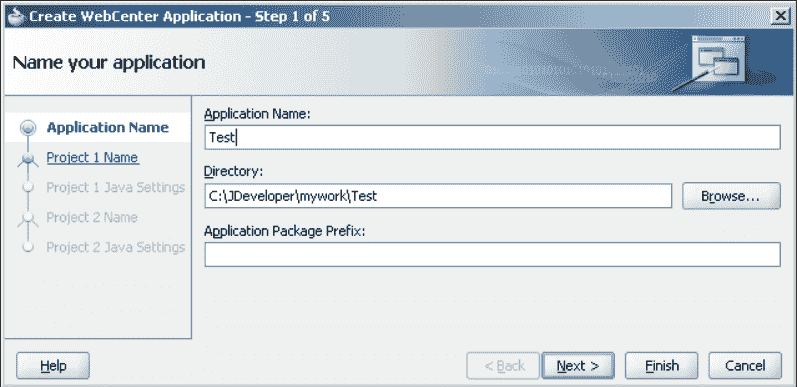 Create WebCenter Application - Step 1 of 5
Name your application
Application Name
Project 1 Name
Project 1 Java Settings
Project 2 Name
Project 2 Java Settings
Application Name:
Test
Directory:
C:\JDeveloper\mywork\Test
Browse...
Application Package Prefix:
Help
< Back
Next >
Finish
Cancel